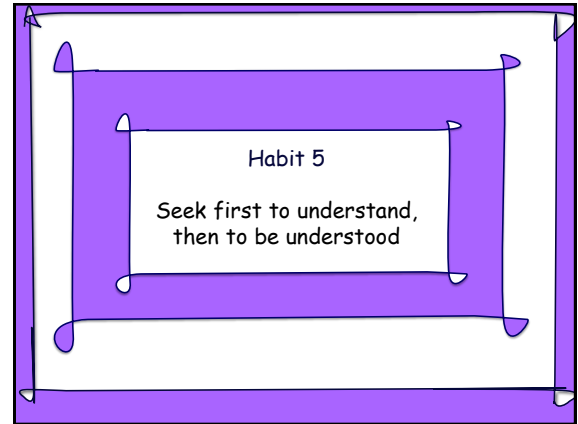 Habit 5
Seek first to understand,
then to be understood